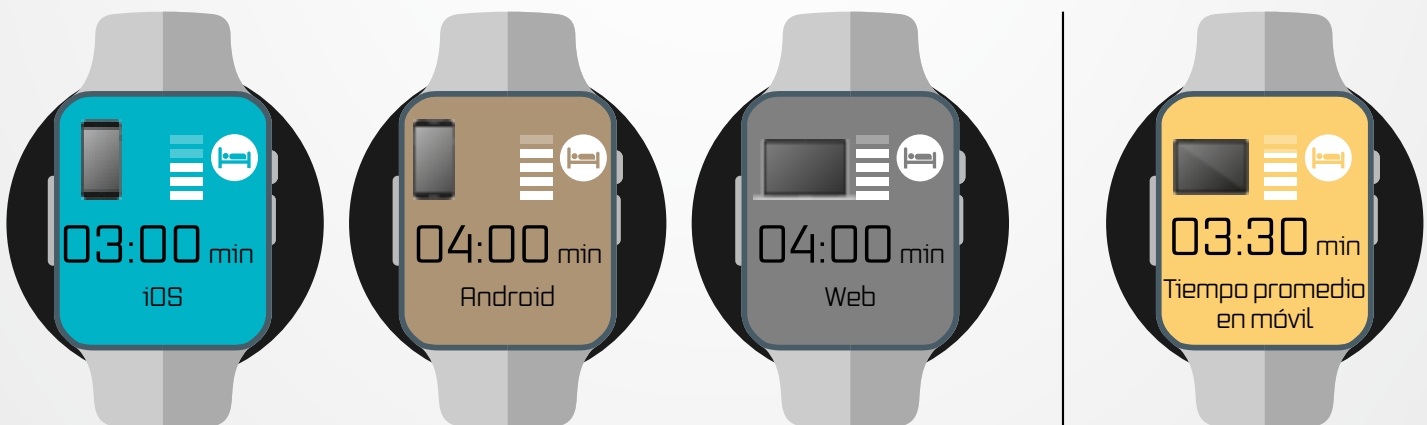 03:00 min
iOS
04:00 min
Android
04:00 min
Web
03:30 min
Tiempo promedio
en móvil